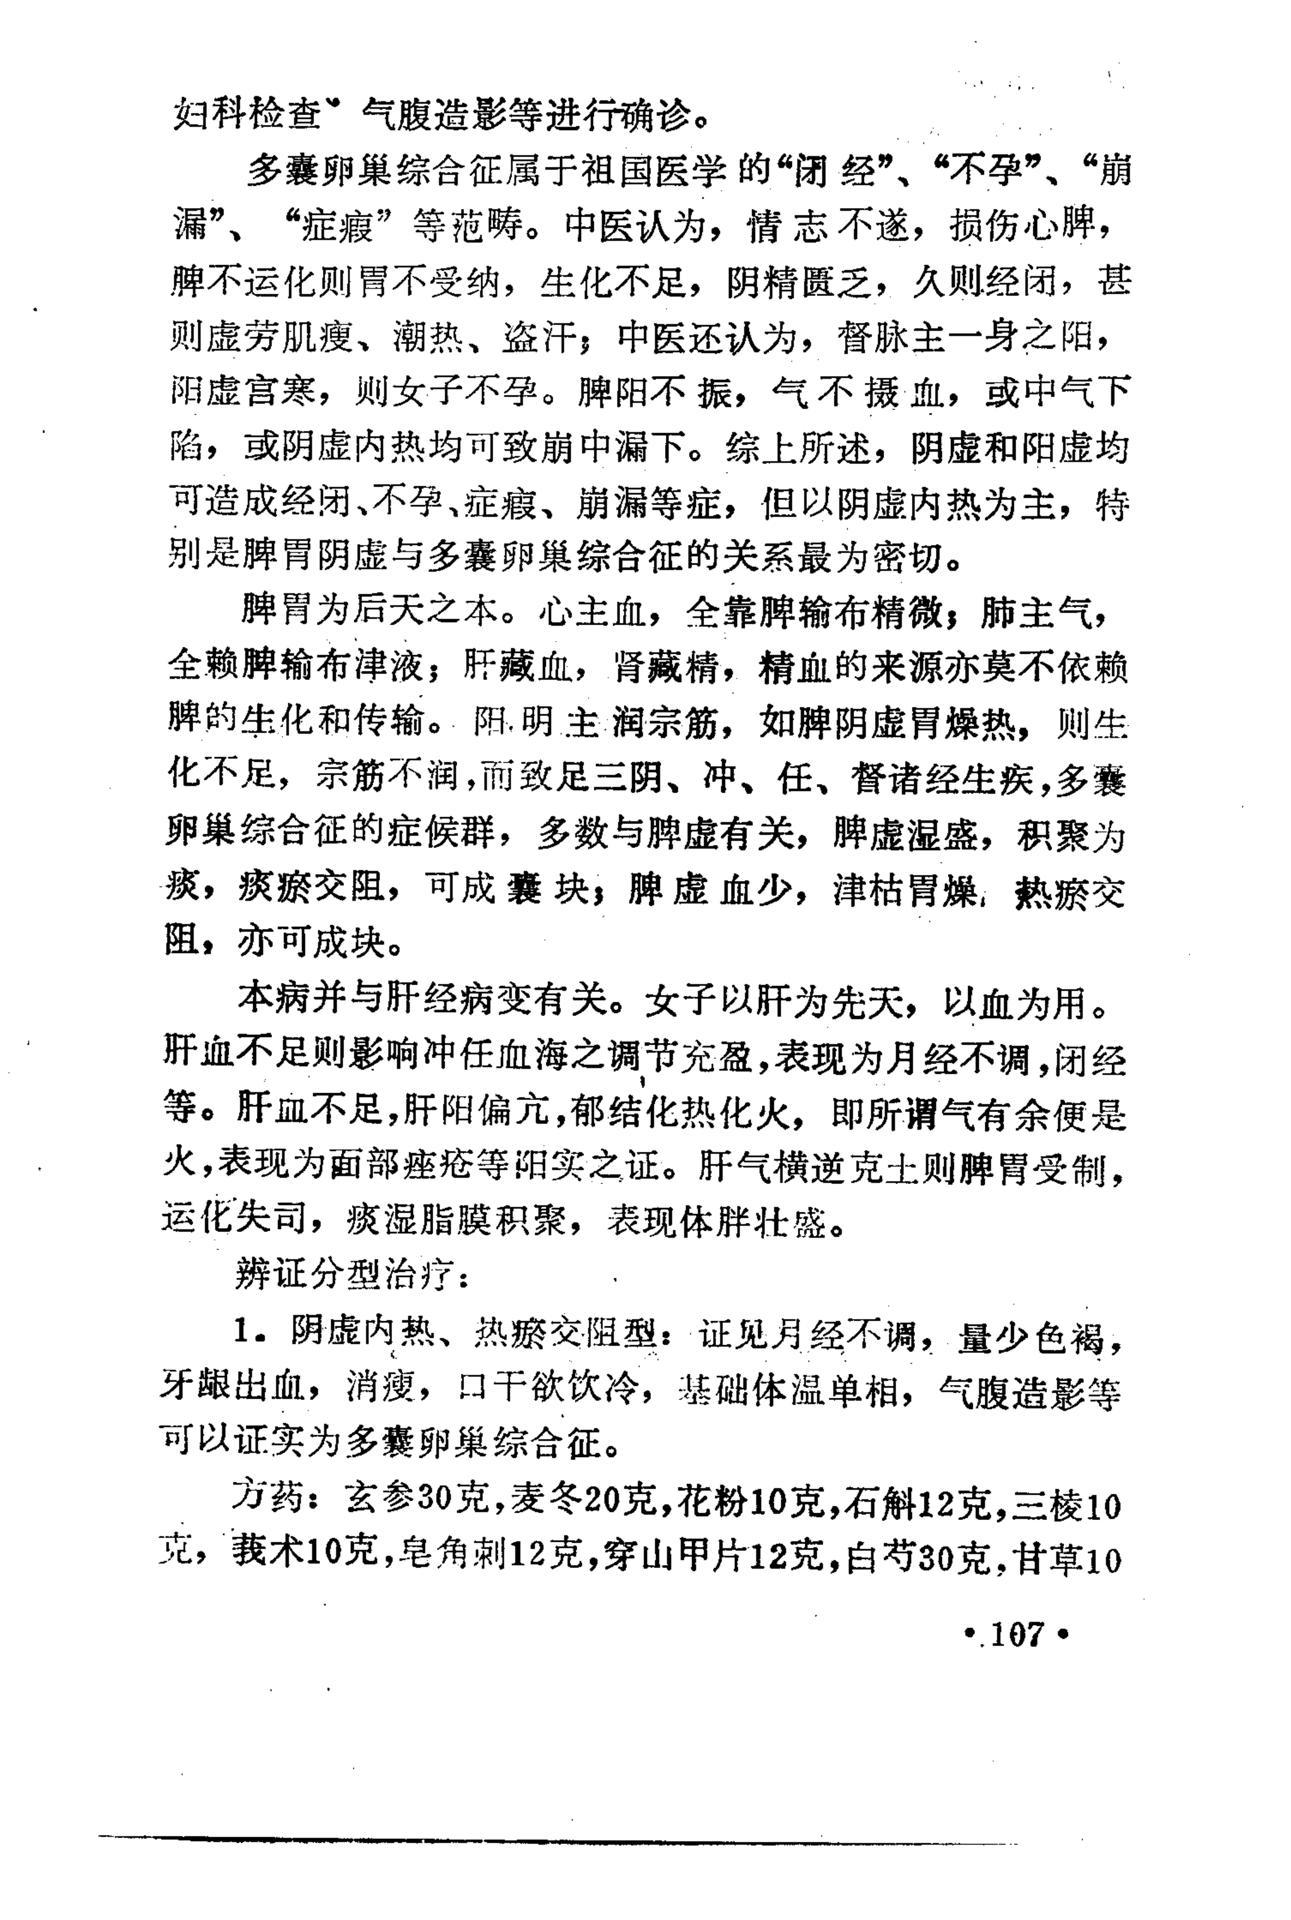 妇科检查、气腹造影等进行确诊。
多囊卵巢综合征属于祖国医学的“闭经”、“不孕”、“崩
漏”、“症瘕”等范畴。中医认为，情志不遂，损伤心脾，
脾不运化则胃不受纳，生化不足，阴精匮乏，久则经闭，甚
则虚劳肌瘦、潮热、盗汗；中医还认为，督脉主一身之阳，
阳虚宫寒，则女子不孕。脾阳不振，气不摄血，或中气下
陷，或阴虚内热均可致崩中漏下。综上所述，阴虚和阳虚均
可造成经闭、不孕、症瘕、崩漏等症，但以阴虚内热为主，特
别是脾胃阴虚与多囊卵巢综合征的关系最为密切。
脾胃为后天之本。心主血，全靠脾输布精微；肺主气，
全赖脾输布津液；肝藏血，肾藏精，精血的来源亦莫不依赖
脾的生化和传输。阳明主润宗筋，如脾阴虚胃燥热，则生
化不足，宗筋不润，而致足三阴、冲、任、督诸经生疾，多囊
卵巢综合征的症候群，多数与脾虚有关，脾虚湿盛，积聚为
痰，痰瘀交阻，可成囊块；脾虚血少，津枯胃燥，热瘀交
阻，亦可成块。
本病并与肝经病变有关。女子以肝为先天，以血为用。
肝血不足则影响冲任血海之调节充盈，表现为月经不调，闭经
等。肝血不足，肝阳偏亢，郁结化热化火，即所谓气有余便是
火，表现为面部痤疮等阳实之证。肝气横逆克土则脾胃受制，
运化失司，痰湿脂膜积聚，表现体胖壮盛。
辨证分型治疗：
1．阴虚内热、热瘀交阻型：证见月经不调，量少色褐，
牙龈出血，消瘦，口干欲饮冷，基础体温单相，气腹造影等
可以证实为多囊卵巢综合征。
方药：玄参30克，麦冬20克，花粉10克，石斛12克，三棱10
克，莪术10克，皂角刺12克，穿山甲片12克，白芍30克，甘草10
•107•